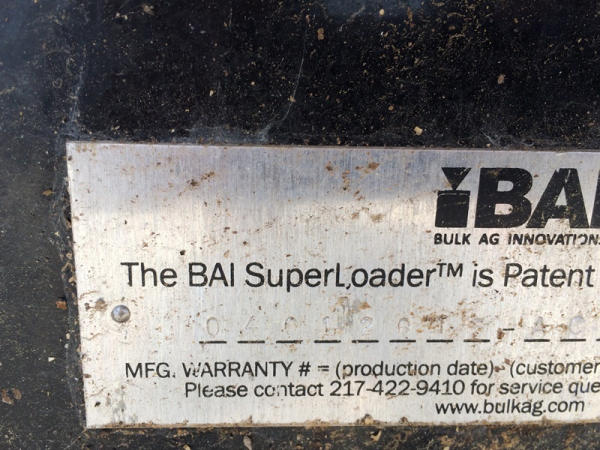 BAI
BULK AG INNOVATIONS
The BAI SuperLoader™ is Patent
MFG. WARRANTY # = (production date)- (customer
Please contact 217-422-9410 for service que
www.bulkag.com